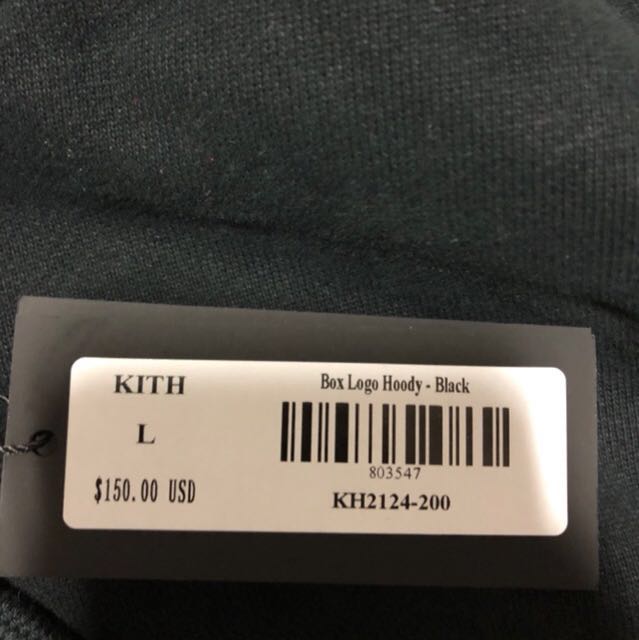 KITH
L
$150.00 USD
Box Logo Hoody - Black
803547
KH2124-200